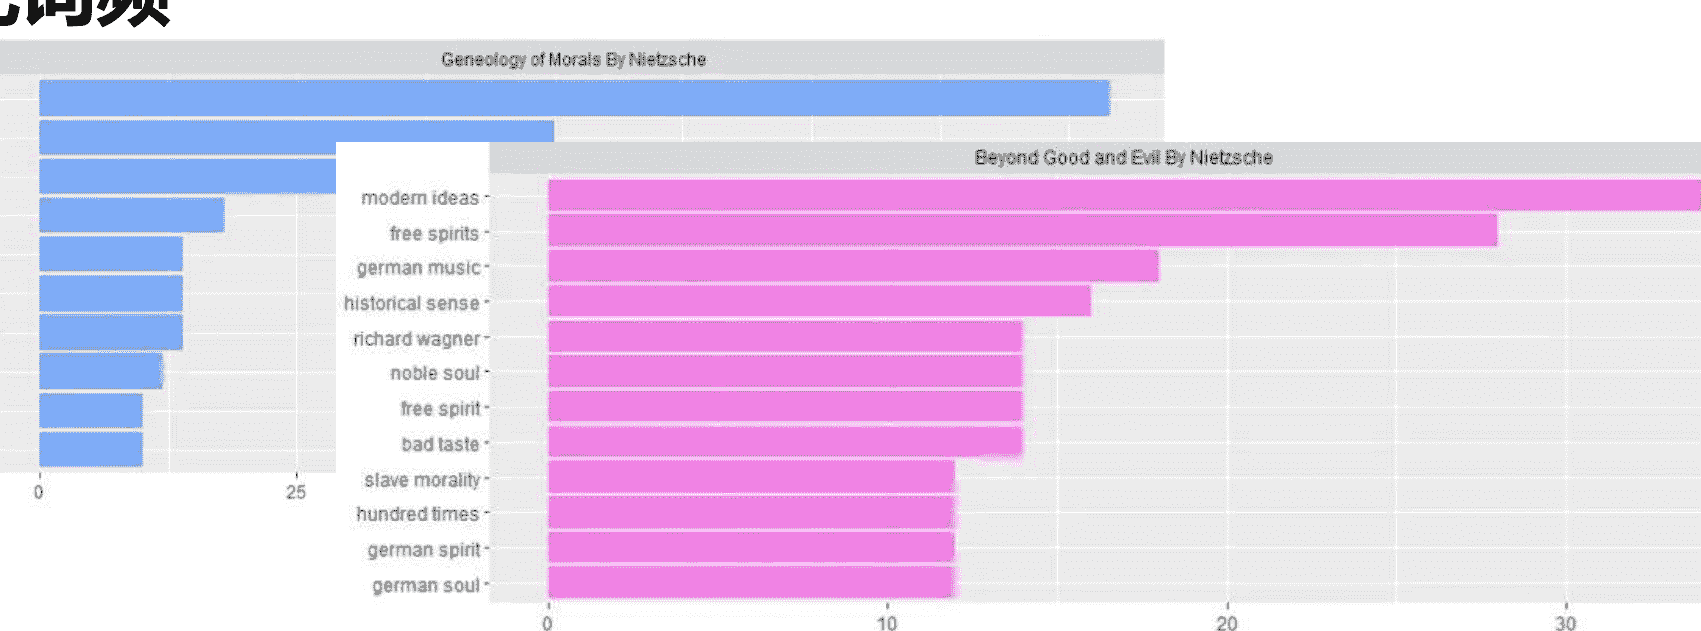 词频
Geneology of Morals By Nietzsche
0
25
Beyond Good and Evil By Nietzsche
modern ideas
free spirits
german music
historical sense
richard wagner
noble soul
free spirit
bad taste
slave morality
hundred times
german spirit
german soul
0
10
20
30